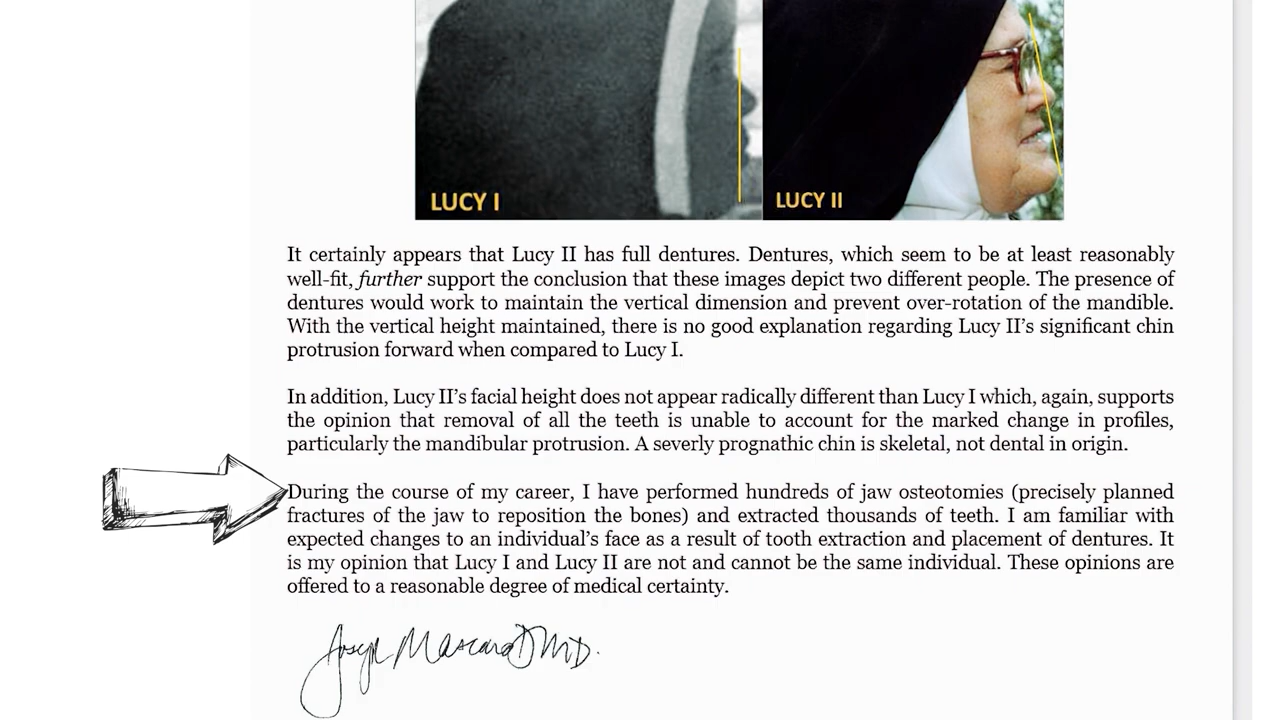 LUCY I
LUCY II
It certainly appears that Lucy II has full dentures. Dentures, which seem to be at least reasonably
well-fit, further support the conclusion that these images depict two different people. The presence of
dentures would work to maintain the vertical dimension and prevent over-rotation of the mandible.
With the vertical height maintained, there is no good explanation regarding Lucy II’s significant chin
protrusion forward when compared to Lucy I.
In addition, Lucy II’s facial height does not appear radically different than Lucy I which, again, supports
the opinion that removal of all the teeth is unable to account for the marked change in profiles,
particularly the mandibular protrusion. A severly prognathic chin is skeletal, not dental in origin.
During the course of my career, I have performed hundreds of jaw osteotomies (precisely planned
fractures of the jaw to reposition the bones) and extracted thousands of teeth. I am familiar with
expected changes to an individual’s face as a result of tooth extraction and placement of dentures. It
is my opinion that Lucy I and Lucy II are not and cannot be the same individual. These opinions are
offered to a reasonable degree of medical certainty.
Joseph